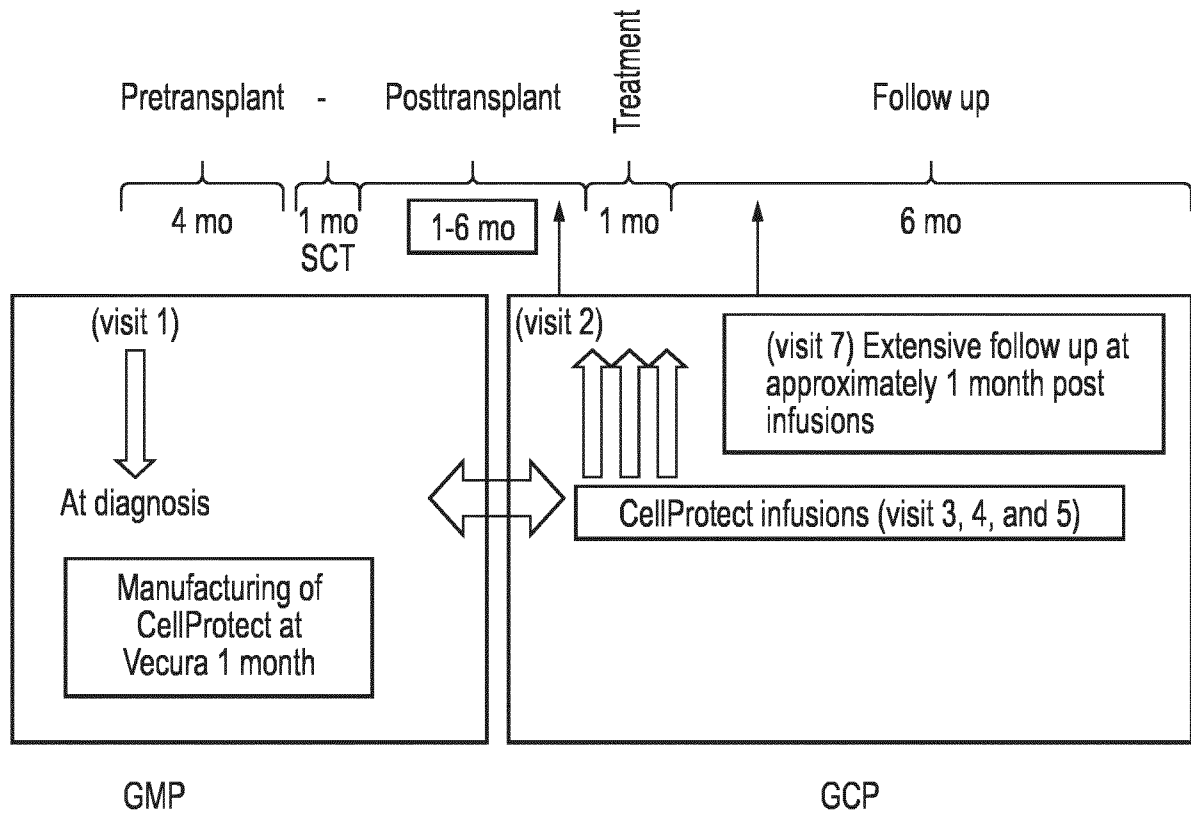 Pretransplant - Posttransplant Treatment Follow up
4 mo 1 mo 1-6 mo 1 mo 6 mo
SCT
(visit 1)
At diagnosis
Manufacturing of
CellProtect at
Vecura 1 month
GMP
(visit 2)
(visit 7) Extensive follow up at
approximately 1 month post
infusions
CellProtect infusions (visit 3, 4, and 5)
GCP